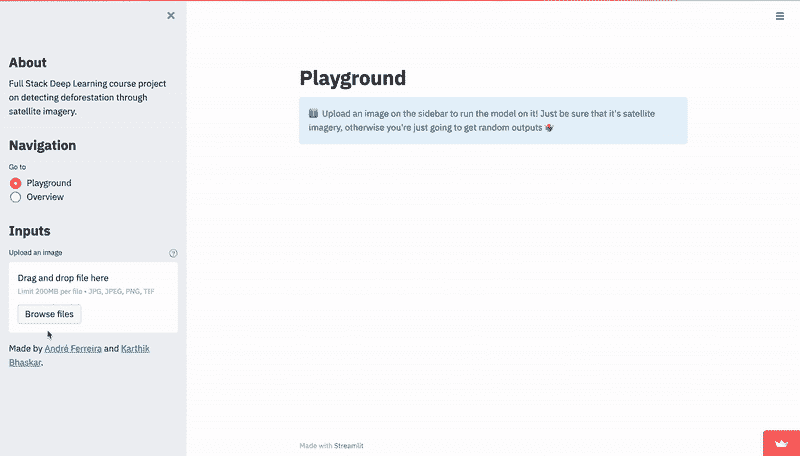 About
Full Stack Deep Learning course project
on detecting deforestation through
satellite imagery.
Navigation
Go to
Playground
Overview
Inputs
Upload an image
Drag and drop file here
Limit 200MB per file • JPG, JPEG, PNG, TIF
Browse files
Made by André Ferreira and Karthik
Bhaskar.
Playground
Upload an image on the sidebar to run the model on it! Just be sure that it's satellite
imagery, otherwise you're just going to get random outputs
Made with Streamlit